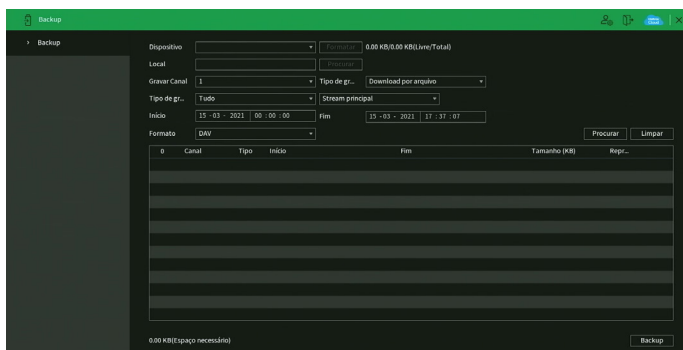 Backup
> Backup
Dispositivo Formatar 0.00 KB/0.00 KB(Livre/Total)
Local Procurar
Gravar Canal 1 Tipo de gr... Download por arquivo
Tipo de gr... Tudo Stream principal
Início 15 - 03 - 2021 00 : 00 : 00 Fim 15 - 03 - 2021 17 : 37 : 07
Formato DAV Procurar Limpar
0 Canal Tipo Início Fim Tamanho (KB) Repr...
0.00 KB(Espaço necessário) Backup